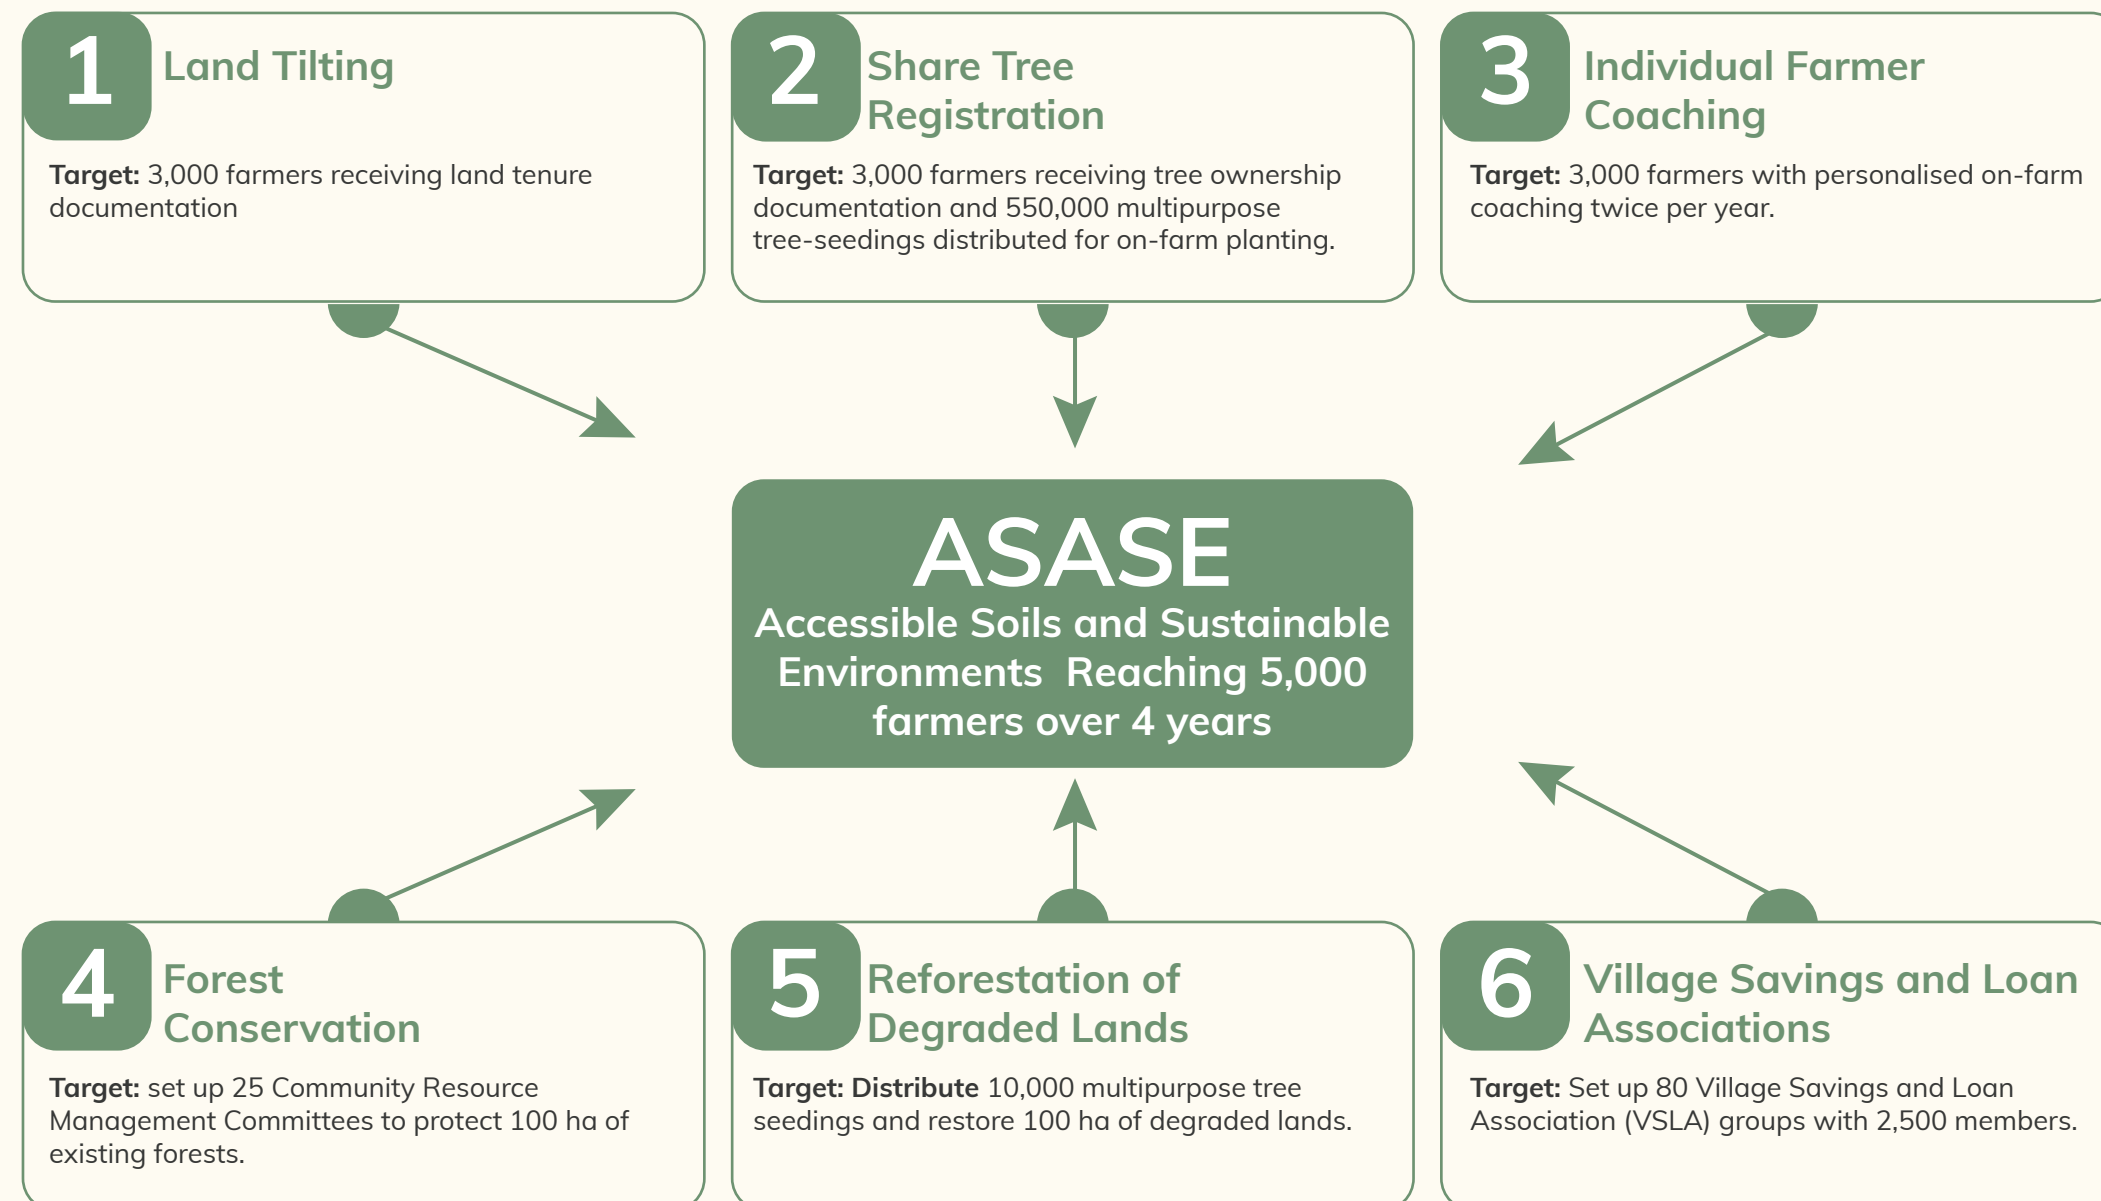 1
Land Tilting
Target: 3,000 farmers receiving land tenure
documentation
2
Share Tree
Registration
Target: 3,000 farmers receiving tree ownership
documentation and 550,000 multipurpose
tree-seedings distributed for on-farm planting.
3
Individual Farmer
Coaching
Target: 3,000 farmers with personalised on-farm
coaching twice per year.
ASASE
Accessible Soils and Sustainable
Environments  Reaching 5,000
farmers over 4 years
4
Forest
Conservation
Target: set up 25 Community Resource
Management Committees to protect 100 ha of
existing forests.
5
Reforestation of
Degraded Lands
Target: Distribute 10,000 multipurpose tree
seedings and restore 100 ha of degraded lands.
6
Village Savings and Loan
Associations
Target: Set up 80 Village Savings and Loan
Association (VSLA) groups with 2,500 members.